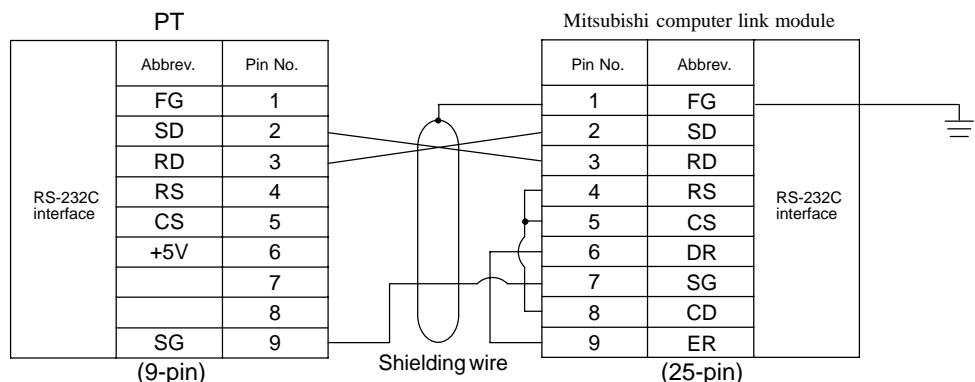 PT
Mitsubishi computer link module
Abbrev. Pin No.
FG 1
SD 2
RD 3
RS 4
CS 5
+5V 6
7
8
SG 9
RS-232C
interface
(9-pin)
Shielding wire
Pin No. Abbrev.
1 FG
2 SD
3 RD
4 RS
5 CS
6 DR
7 SG
8 CD
9 ER
RS-232C
interface
(25-pin)